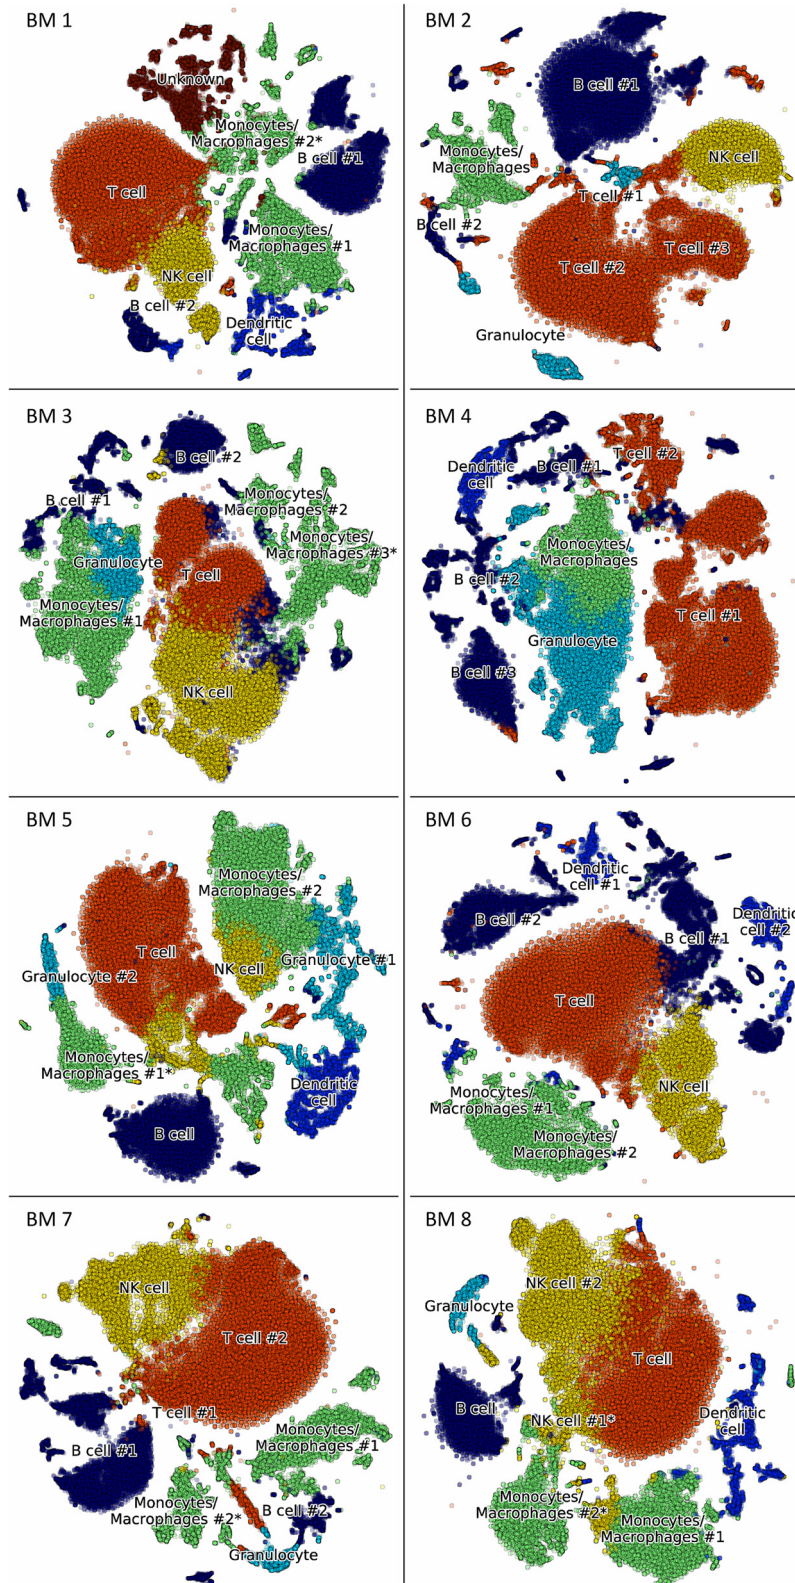 BM 1
Unknown
Monocytes/
Macrophages #2*
B cell #1
T cell
Monocytes/
Macrophages #1
NK cell
B cell #2
Dendritic
cell
BM 2
B cell #1
Monocytes/
Macrophages
NK cell
T cell #1
B cell #2
T cell #3
T cell #2
Granulocyte
BM 3
B cell #2
B cell #1
Monocytes/
Macrophages #2
Monocytes/
Macrophages #3*
Granulocyte
T cell
Monocytes/
Macrophages #1
NK cell
BM 4
T cell #2
Dendritic
cell
B cell #1
Monocytes/
Macrophages
B cell #2
T cell #1
Granulocyte
B cell #3
BM 5
Monocytes/
Macrophages #2
T cell
Granulocyte #1
NK cell
Granulocyte #2
Monocytes/
Macrophages #1*
Dendritic
cell
B cell
BM 6
Dendritic
cell #1
B cell #2
Dendritic
cell #2
B cell #1
T cell
NK cell
Monocytes/
Macrophages #1
Monocytes/
Macrophages #2
BM 7
NK cell
T cell #2
T cell #1
Monocytes/
Macrophages #1
B cell #1
Monocytes/
Macrophages #2*
B cell #2
Granulocyte
BM 8
NK cell #2
Granulocyte
T cell
B cell
NK cell #1*
Dendritic
cell
Monocytes/
Macrophages #2*
Monocytes/
Macrophages #1